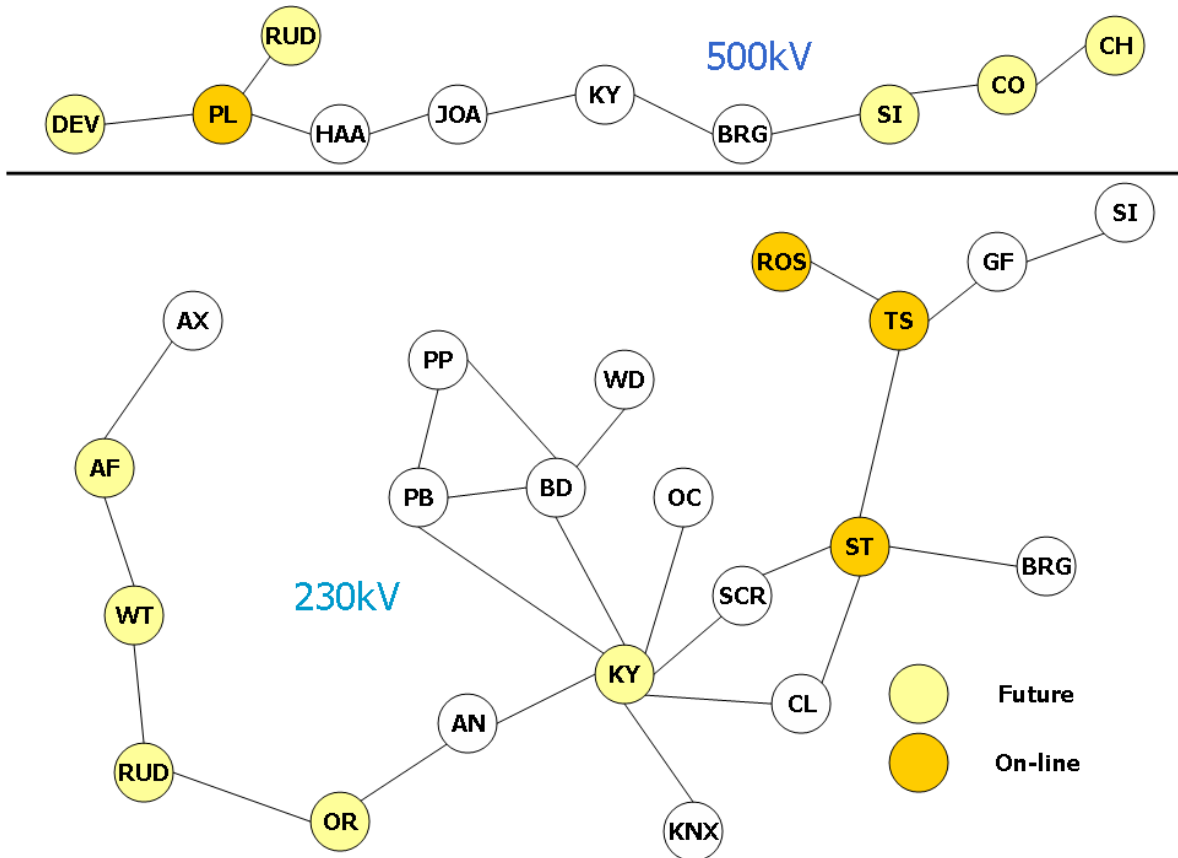 RUD
500kV
CH
CO
KY
PL
JOA
SI
DEV
HAA
BRG
SI
ROS
GF
AX
TS
PP
WD
AF
PB
BD
OC
ST
BRG
230kV
SCR
WT
KY
CL
Future
AN
RUD
On-line
OR
KNX